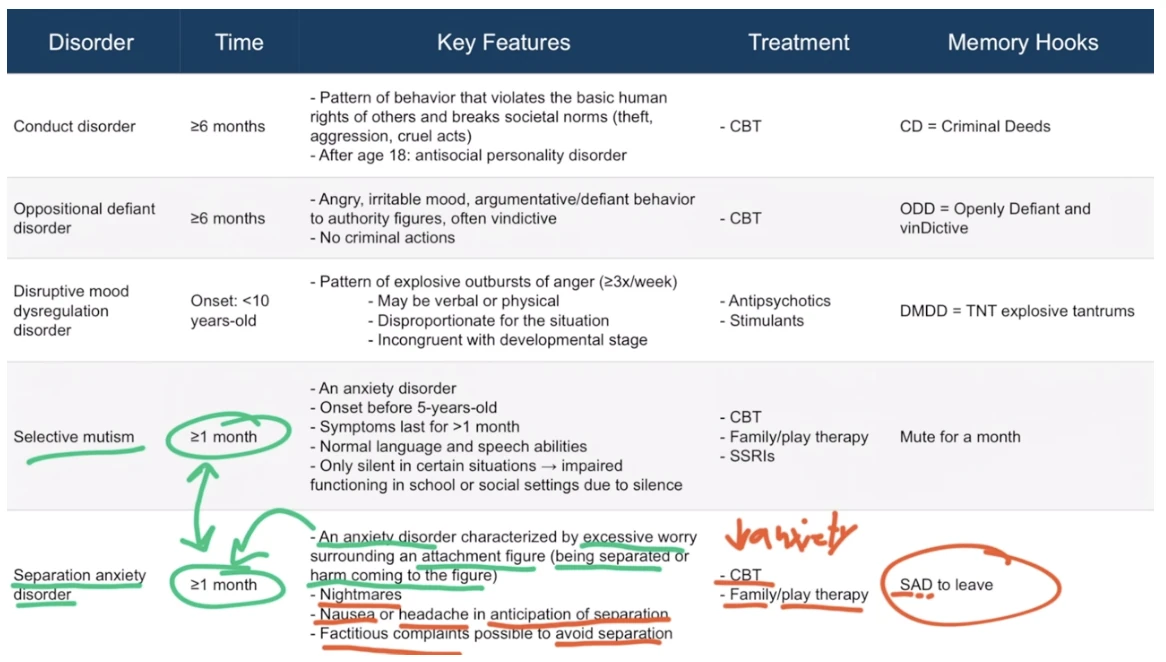 Disorder Time Key Features Treatment Memory Hooks
Conduct disorder
≥6 months
- Pattern of behavior that violates the basic human
rights of others and breaks societal norms (theft,
aggression, cruel acts)
- After age 18: antisocial personality disorder
- CBT
CD = Criminal Deeds
Oppositional defiant
disorder
≥6 months
- Angry, irritable mood, argumentative/defiant behavior
to authority figures, often vindictive
- No criminal actions
- CBT
ODD = Openly Defiant and
vinDictive
Disruptive mood
dysregulation
disorder
Onset: <10
years-old
- Pattern of explosive outbursts of anger (≥3x/week)
- May be verbal or physical
- Disproportionate for the situation
- Incongruent with developmental stage
- Antipsychotics
- Stimulants
DMDD = TNT explosive tantrums
Selective mutism
≥1 month
- An anxiety disorder
- Onset before 5-years-old
- Symptoms last for >1 month
- Normal language and speech abilities
- Only silent in certain situations → impaired
functioning in school or social settings due to silence
- CBT
- Family/play therapy
- SSRIs
Mute for a month
Separation anxiety
disorder
≥1 month
- An anxiety disorder characterized by excessive worry
surrounding an attachment figure (being separated or
harm coming to the figure)
- Nightmares
- Nausea or headache in anticipation of separation
- Factitious complaints possible to avoid separation
↓anxiety
- CBT
- Family/play therapy
SAD to leave